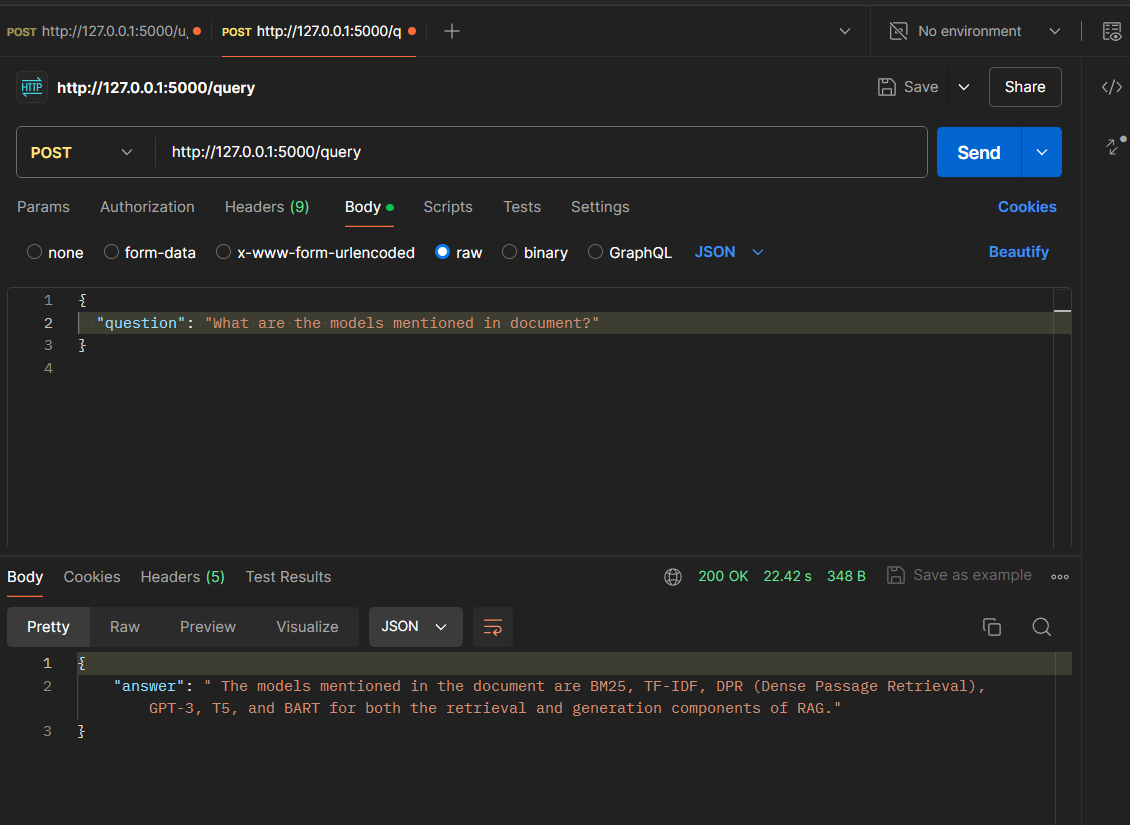 POST http://127.0.0.1:5000/u POST http://127.0.0.1:5000/q No environment
HTTP http://127.0.0.1:5000/query Save Share
POST http://127.0.0.1:5000/query Send
Params Authorization Headers (9) Body Scripts Tests Settings Cookies
none form-data x-www-form-urlencoded raw binary GraphQL JSON Beautify
1 {
2 "question": "What are the models mentioned in document?"
3 }
4
Body Cookies Headers (5) Test Results 200 OK 22.42 s 348 B Save as example
Pretty Raw Preview Visualize JSON
1 {
2 "answer": " The models mentioned in the document are BM25, TF-IDF, DPR (Dense Passage Retrieval),
GPT-3, T5, and BART for both the retrieval and generation components of RAG."
3 }